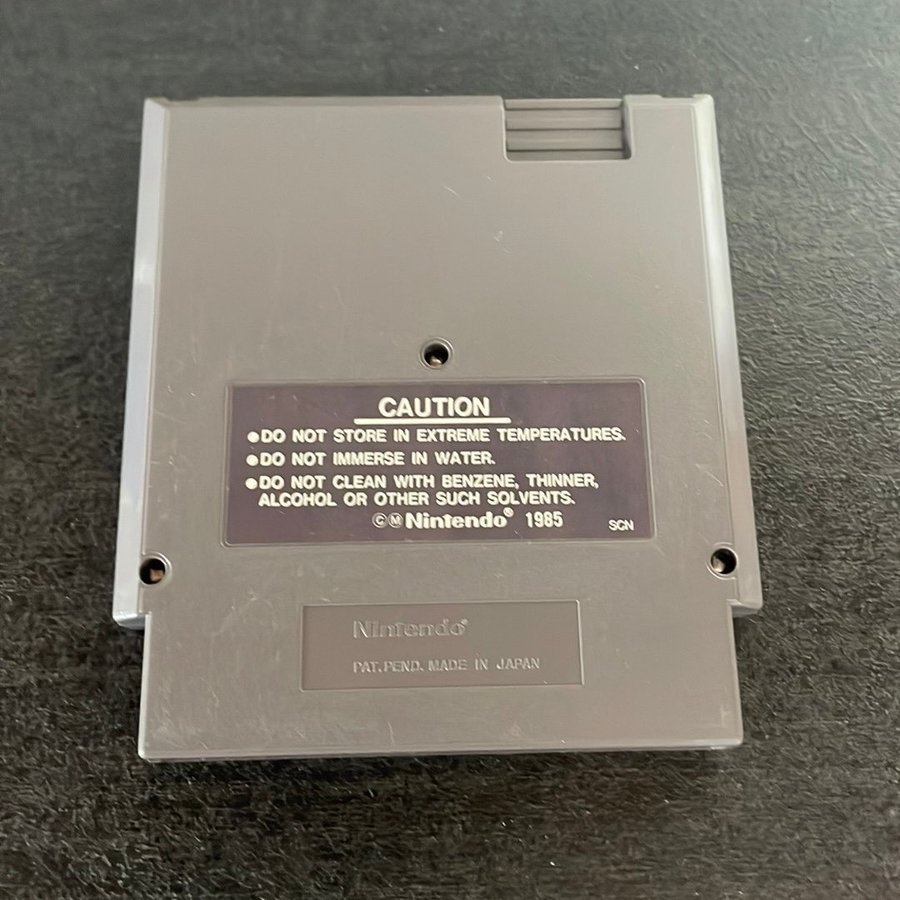 CAUTION
●DO NOT STORE IN EXTREME TEMPERATURES.
●DO NOT IMMERSE IN WATER.
●DO NOT CLEAN WITH BENZENE, THINNER,
ALCOHOL OR OTHER SUCH SOLVENTS.
ⒸⓂNintendo® 1985 SCN
Nintendo®
PAT.PEND. MADE IN JAPAN